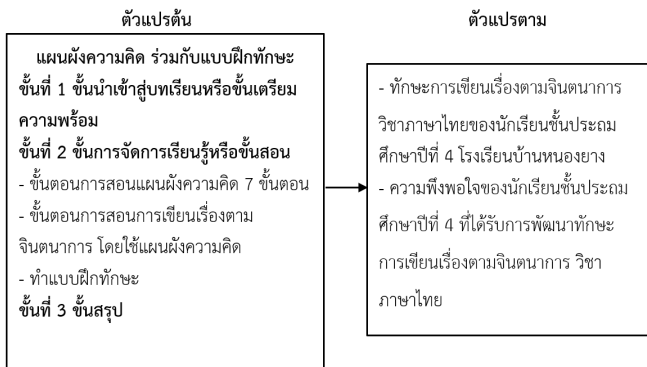 ตัวแปรต้น
แผนผังความคิด ร่วมกับแบบฝึกทักษะ
ขั้นที่ 1 ขั้นนำเข้าสู่บทเรียนหรือขั้นเตรียม
ความพร้อม
ขั้นที่ 2 ขั้นการจัดการเรียนรู้หรือขั้นสอน
- ขั้นตอนการสอนแผนผังความคิด 7 ขั้นตอน
- ขั้นตอนการสอนการเขียนเรื่องตาม
จินตนาการ โดยใช้แผนผังความคิด
- ทำแบบฝึกทักษะ
ขั้นที่ 3 ขั้นสรุป
ตัวแปรตาม
- ทักษะการเขียนเรื่องตามจินตนาการ
วิชาภาษาไทยของนักเรียนชั้นประถม
ศึกษาปีที่ 4 โรงเรียนบ้านหนองยาง
- ความพึงพอใจของนักเรียนชั้นประถม
ศึกษาปีที่ 4 ที่ได้รับการพัฒนาทักษะ
การเขียนเรื่องตามจินตนาการ วิชา
ภาษาไทย